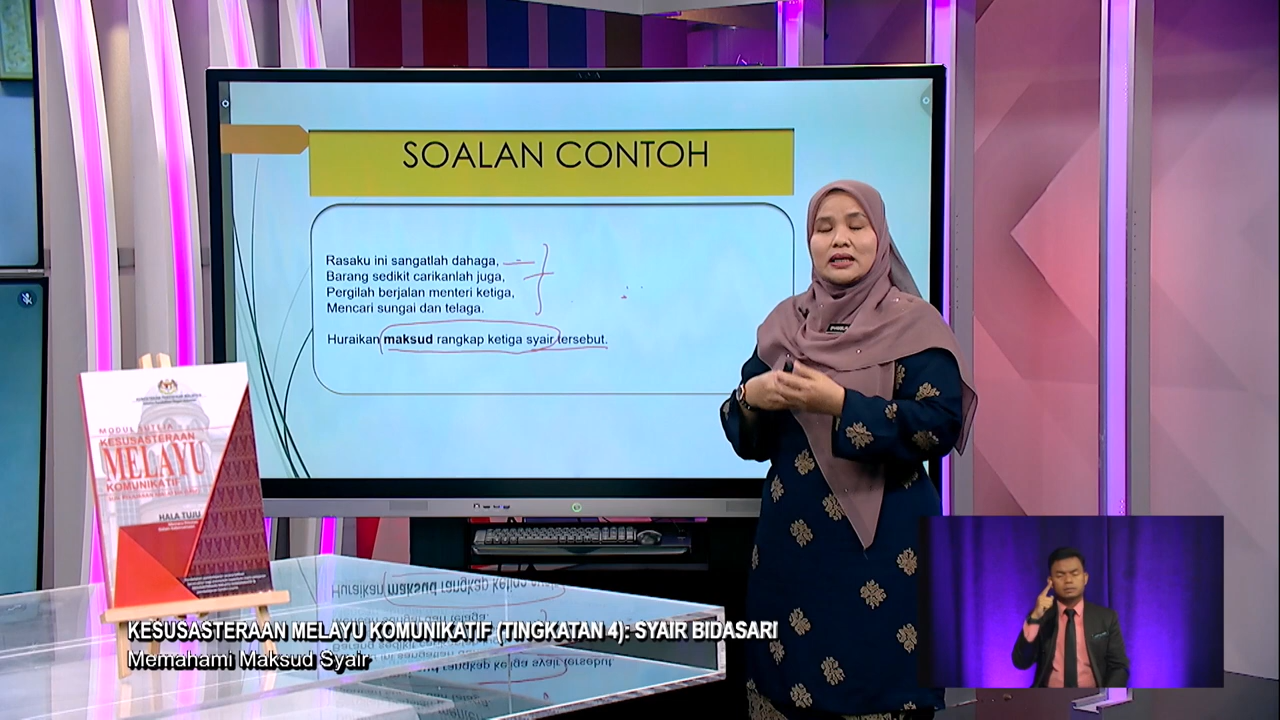 SOALAN CONTOH
Rasaku ini sangatlah dahaga,
Barang sedikit carikanlah juga,
Pergilah berjalan menteri ketiga,
Mencari sungai dan telaga.
Huraikan maksud rangkap ketiga syair tersebut.
KESUSASTERAAN
MELAYU
KOMUNIKATIF
HALA TUJU
KESUSASTERAAN MELAYU KOMUNIKATIF (TINGKATAN 4): SYAIR BIDASARI
Memahami Maksud Syair